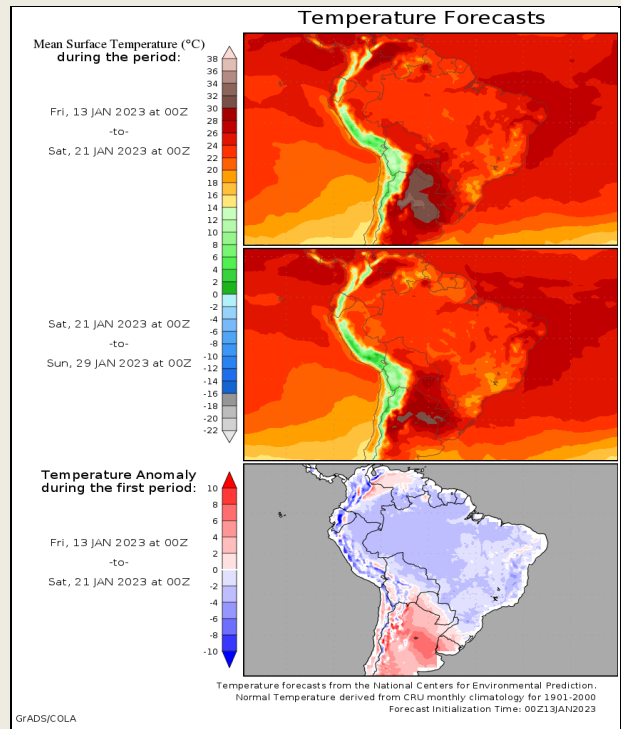 Temperature Forecasts
Mean Surface Temperature (°C)
during the period:
Fri, 13 JAN 2023 at 00Z
-to-
Sat, 21 JAN 2023 at 00Z
38
36
34
32
30
28
26
24
22
20
18
16
14
12
10
8
6
4
2
0
-2
-4
-6
-8
-10
-12
-14
-16
-18
-20
-22
Sat, 21 JAN 2023 at 00Z
-to-
Sun, 29 JAN 2023 at 00Z
Temperature Anomaly
during the first period:
Fri, 13 JAN 2023 at 00Z
-to-
Sat, 21 JAN 2023 at 00Z
10
8
6
4
2
0
-2
-4
-6
-8
-10
Temperature forecasts from the National Centers for Environmental Prediction.
Normal Temperature derived from CRU monthly climatology for 1901-2000
Forecast Initialization Time: 00Z13JAN2023
GrADS/COLA